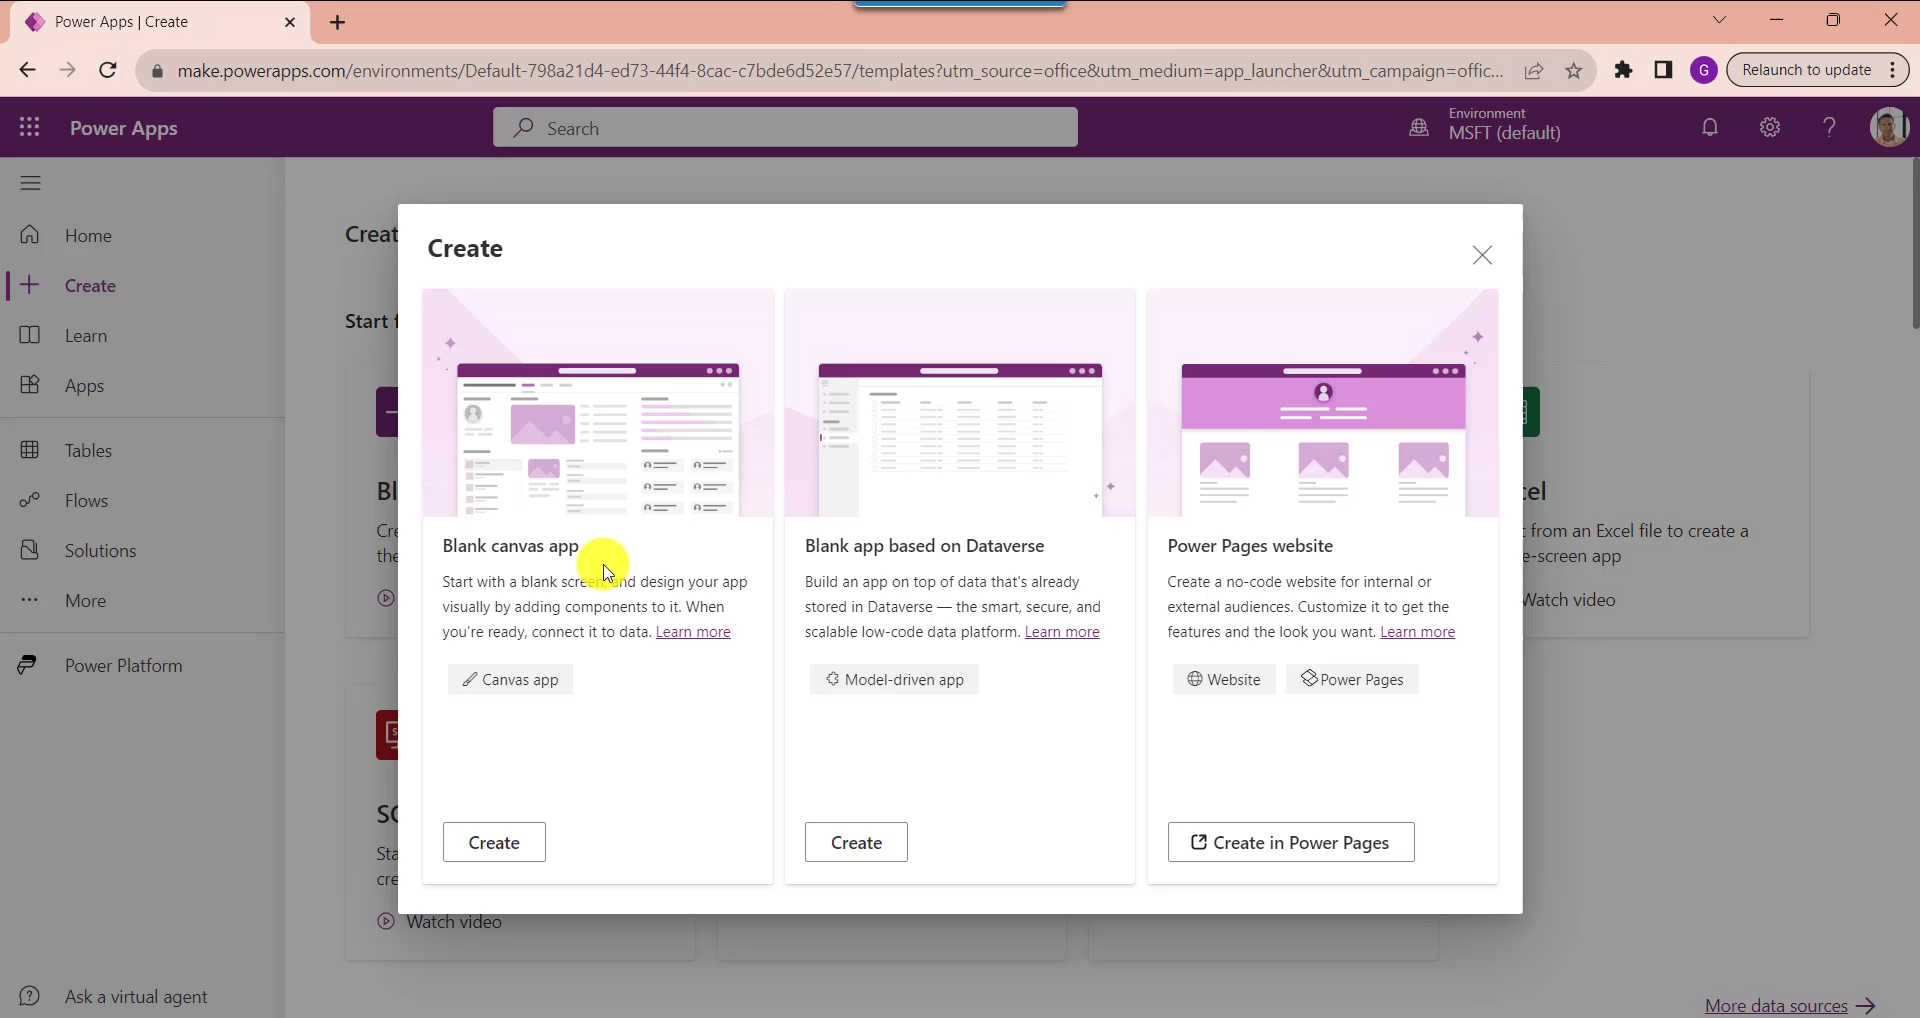 Power Apps | Create
make.powerapps.com/environments/Default-798a21d4-ed73-44f4-8cac-c7bde6d52e57/templates?utm_source=office&utm_medium=app_launcher&utm_campaign=offic...
G
Relaunch to update
Power Apps
Search
Environment
MSFT (default)
Home
Create
Learn
Apps
Tables
Flows
Solutions
More
Power Platform
Ask a virtual agent
Creat
Start f
Bl
Cre
the
SQ
Sta
cre
Watch video
Create
Blank canvas app
Start with a blank screen and design your app
visually by adding components to it. When
you're ready, connect it to data. Learn more
Canvas app
Create
Blank app based on Dataverse
Build an app on top of data that's already
stored in Dataverse — the smart, secure, and
scalable low-code data platform. Learn more
Model-driven app
Create
Power Pages website
Create a no-code website for internal or
external audiences. Customize it to get the
features and the look you want. Learn more
Website
Power Pages
Create in Power Pages
cel
t from an Excel file to create a
e-screen app
Watch video
More data sources